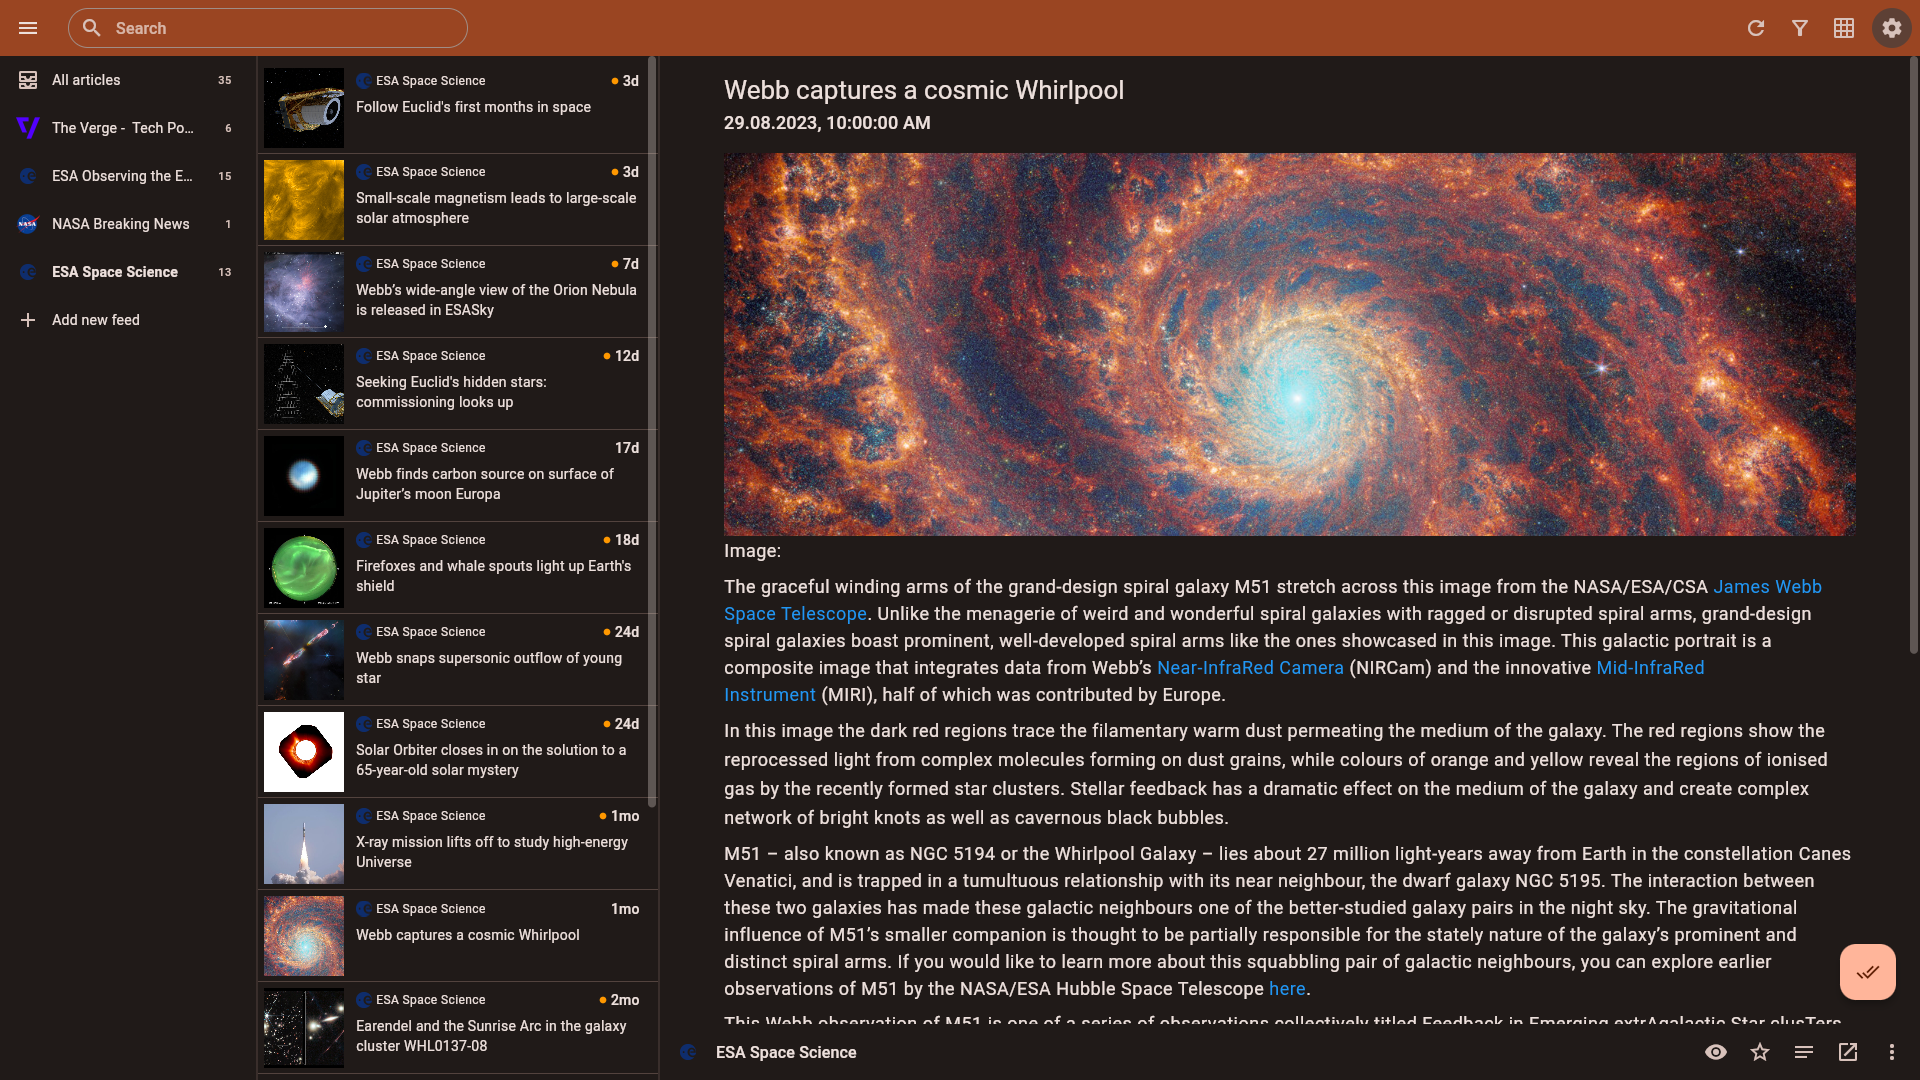 Search
All articles 35
The Verge - Tech Po... 6
ESA Observing the E... 15
NASA Breaking News 1
ESA Space Science 13
Add new feed
ESA Space Science 3d
Follow Euclid's first months in space
ESA Space Science 3d
Small-scale magnetism leads to large-scale
solar atmosphere
ESA Space Science 7d
Webb’s wide-angle view of the Orion Nebula
is released in ESASky
ESA Space Science 12d
Seeking Euclid's hidden stars:
commissioning looks up
ESA Space Science 17d
Webb finds carbon source on surface of
Jupiter’s moon Europa
ESA Space Science 18d
Firefoxes and whale spouts light up Earth's
shield
ESA Space Science 24d
Webb snaps supersonic outflow of young
star
ESA Space Science 24d
Solar Orbiter closes in on the solution to a
65-year-old solar mystery
ESA Space Science 1mo
X-ray mission lifts off to study high-energy
Universe
ESA Space Science 1mo
Webb captures a cosmic Whirlpool
ESA Space Science 2mo
Earendel and the Sunrise Arc in the galaxy
cluster WHL0137-08
Webb captures a cosmic Whirlpool
29.08.2023, 10:00:00 AM
Image:
The graceful winding arms of the grand-design spiral galaxy M51 stretch across this image from the NASA/ESA/CSA James Webb
Space Telescope. Unlike the menagerie of weird and wonderful spiral galaxies with ragged or disrupted spiral arms, grand-design
spiral galaxies boast prominent, well-developed spiral arms like the ones showcased in this image. This galactic portrait is a
composite image that integrates data from Webb’s Near-InfraRed Camera (NIRCam) and the innovative Mid-InfraRed
Instrument (MIRI), half of which was contributed by Europe.
In this image the dark red regions trace the filamentary warm dust permeating the medium of the galaxy. The red regions show the
reprocessed light from complex molecules forming on dust grains, while colours of orange and yellow reveal the regions of ionised
gas by the recently formed star clusters. Stellar feedback has a dramatic effect on the medium of the galaxy and create complex
network of bright knots as well as cavernous black bubbles.
M51 – also known as NGC 5194 or the Whirlpool Galaxy – lies about 27 million light-years away from Earth in the constellation Canes
Venatici, and is trapped in a tumultuous relationship with its near neighbour, the dwarf galaxy NGC 5195. The interaction between
these two galaxies has made these galactic neighbours one of the better-studied galaxy pairs in the night sky. The gravitational
influence of M51’s smaller companion is thought to be partially responsible for the stately nature of the galaxy’s prominent and
distinct spiral arms. If you would like to learn more about this squabbling pair of galactic neighbours, you can explore earlier
observations of M51 by the NASA/ESA Hubble Space Telescope here.
This Webb observation of M51 is one of a series of observations collectively titled Feedback in Emerging extrAgalactic Star clusTers,
ESA Space Science